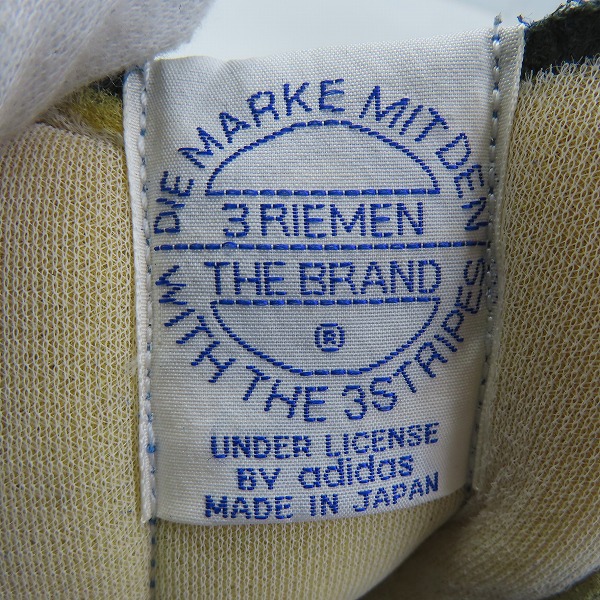 DIE MARKE MIT DEN
3 RIEMEN
THE BRAND
®
WITH THE 3STRIPES
UNDER LICENSE
BY adidas
MADE IN JAPAN